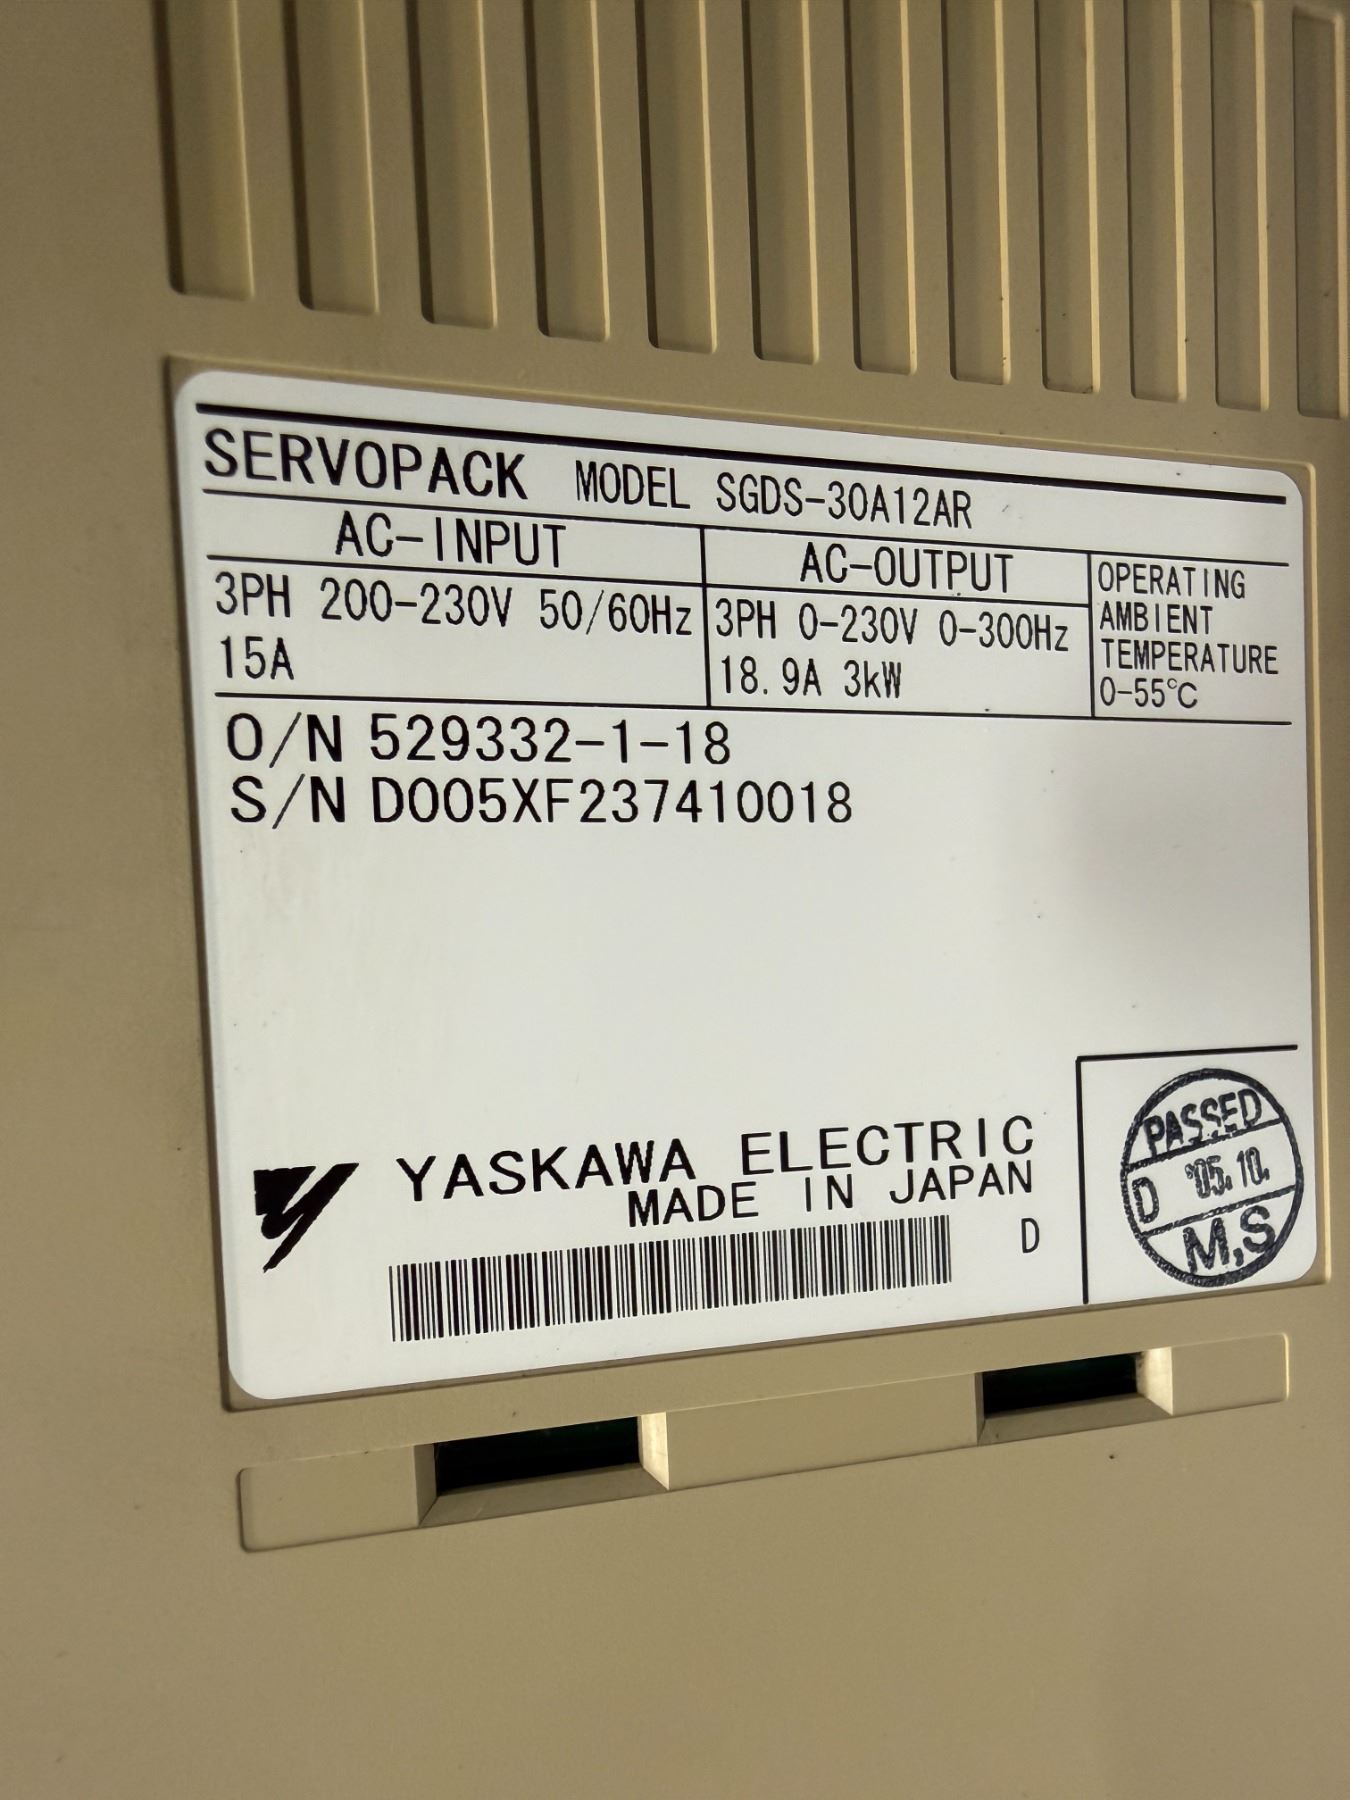 SERVOPACK MODEL SGDS-30A12AR
AC-INPUT
3PH 200-230V 50/60Hz
15A
AC-OUTPUT
3PH 0-230V 0-300Hz
18.9A 3kW
OPERATING
AMBIENT
TEMPERATURE
0-55℃
O/N 529332-1-18
S/N D005XF237410018
YASKAWA ELECTRIC
MADE IN JAPAN
D
PASSED
D '05.10.
M,S